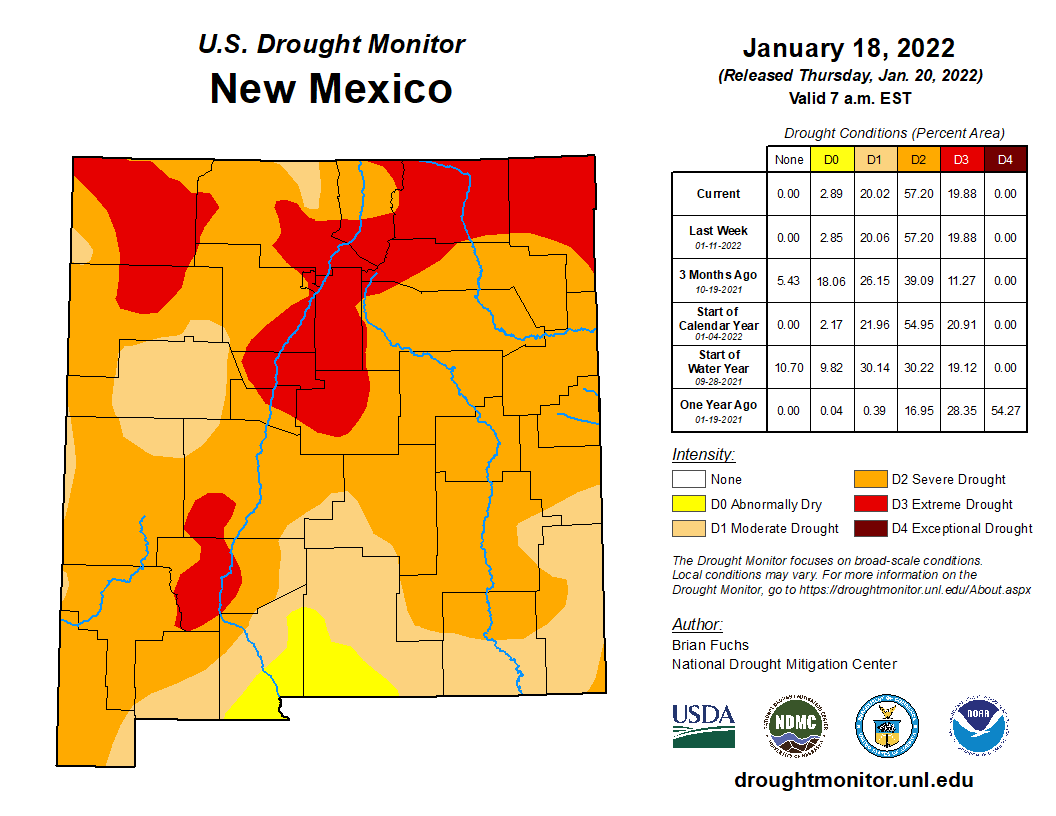 U.S. Drought Monitor
New Mexico
January 18, 2022
(Released Thursday, Jan. 20, 2022)
Valid 7 a.m. EST
Drought Conditions (Percent Area)
None D0 D1 D2 D3 D4
Current 0.00 2.89 20.02 57.20 19.88 0.00
Last Week 0.00 2.85 20.06 57.20 19.88 0.00
01-11-2022
3 Months Ago 5.43 18.06 26.15 39.09 11.27 0.00
10-19-2021
Start of
Calendar Year 0.00 2.17 21.96 54.95 20.91 0.00
01-04-2022
Start of
Water Year 10.70 9.82 30.14 30.22 19.12 0.00
09-28-2021
One Year Ago 0.00 0.04 0.39 16.95 28.35 54.27
01-19-2021
Intensity:
None
D0 Abnormally Dry
D1 Moderate Drought
D2 Severe Drought
D3 Extreme Drought
D4 Exceptional Drought
The Drought Monitor focuses on broad-scale conditions.
Local conditions may vary. For more information on the
Drought Monitor, go to https://droughtmonitor.unl.edu/About.aspx
Author:
Brian Fuchs
National Drought Mitigation Center
USDA
NDMC
NOAA
droughtmonitor.unl.edu